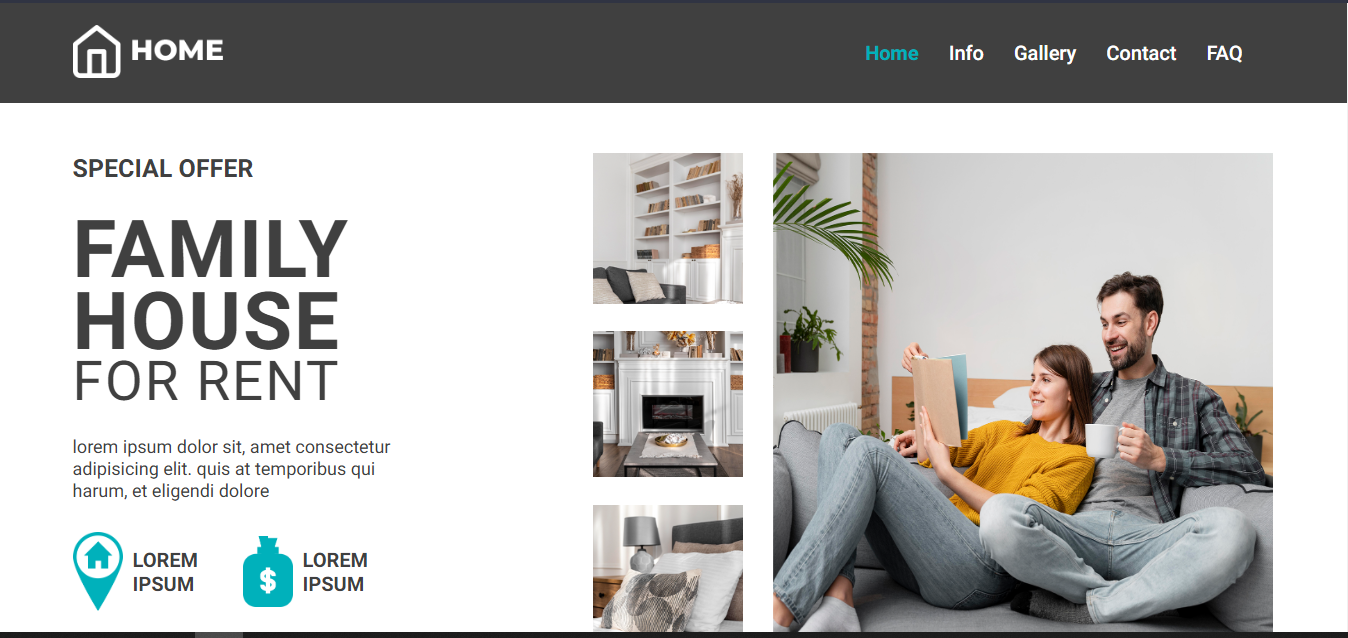 HOME
Home Info Gallery Contact FAQ
SPECIAL OFFER
FAMILY
HOUSE
FOR RENT
lorem ipsum dolor sit, amet consectetur
adipisicing elit. quis at temporibus qui
harum, et eligendi dolore
LOREM
IPSUM
$
LOREM
IPSUM